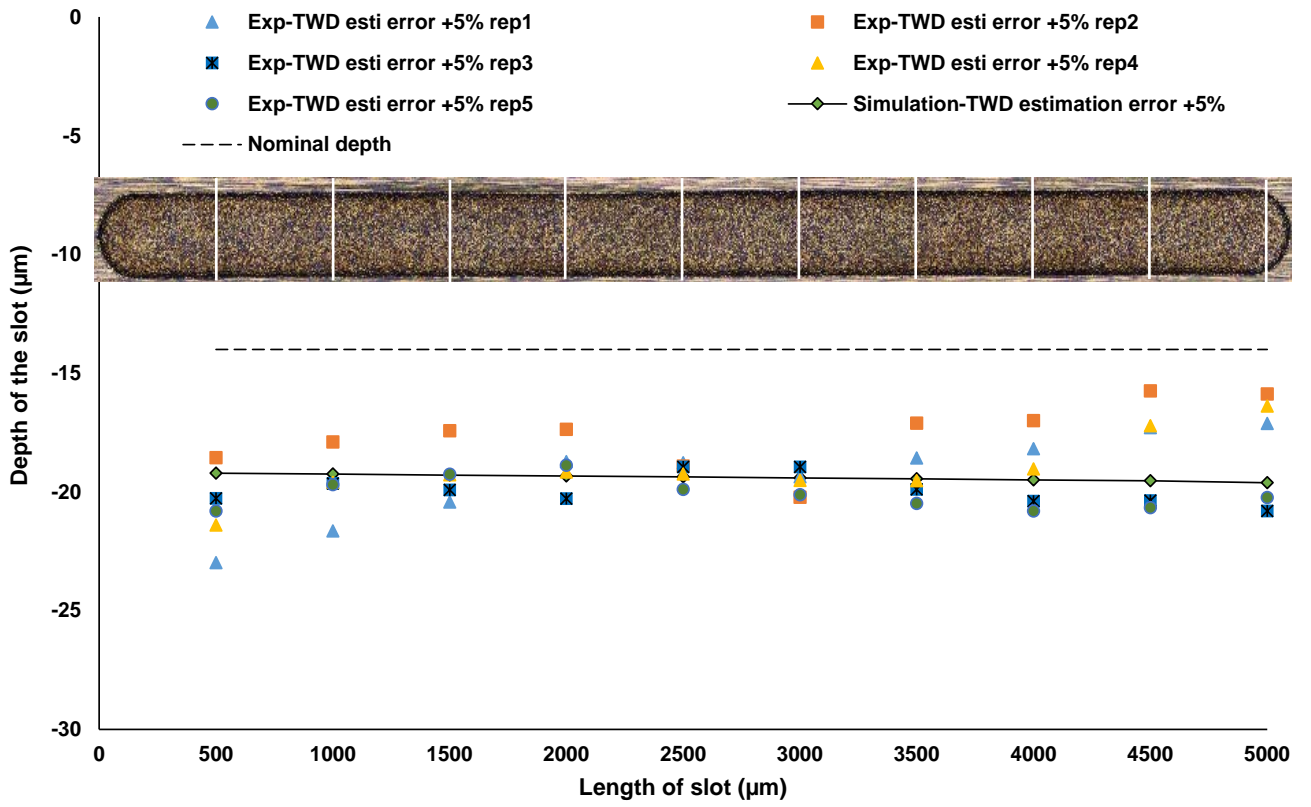 Exp-TWD esti error +5% rep1
Exp-TWD esti error +5% rep2
Exp-TWD esti error +5% rep3
Exp-TWD esti error +5% rep4
Exp-TWD esti error +5% rep5
Simulation-TWD estimation error +5%
Nominal depth
Depth of the slot (µm)
0
-5
-10
-15
-20
-25
-30
0 500 1000 1500 2000 2500 3000 3500 4000 4500 5000
Length of slot (µm)